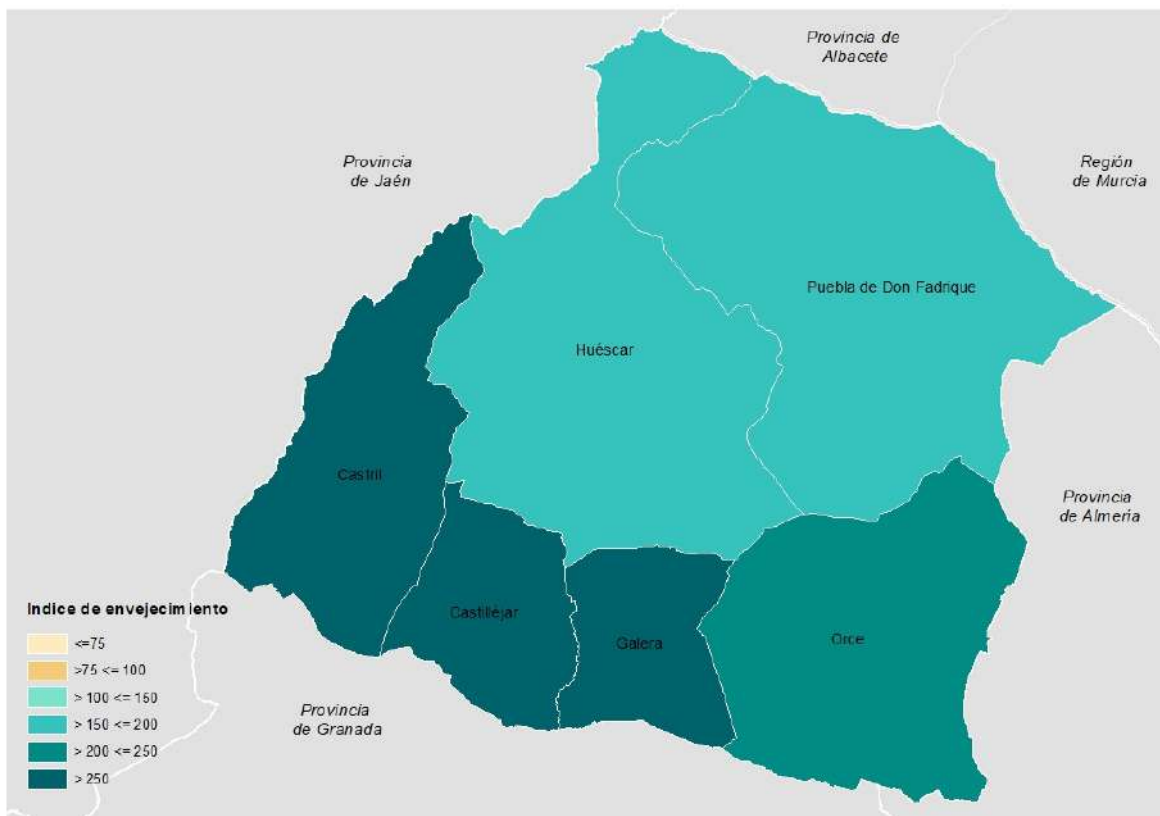 Provincia de
Albacete
Provincia
de Jaén
Región
de Murcia
Puebla de Don Fadrique
Huéscar
Castril
Provincia
de Almería
Castilléjar
Galera
Orce
Provincia
de Granada
Indice de envejecimiento
<=75
>75 <= 100
> 100 <= 150
> 150 <= 200
> 200 <= 250
> 250